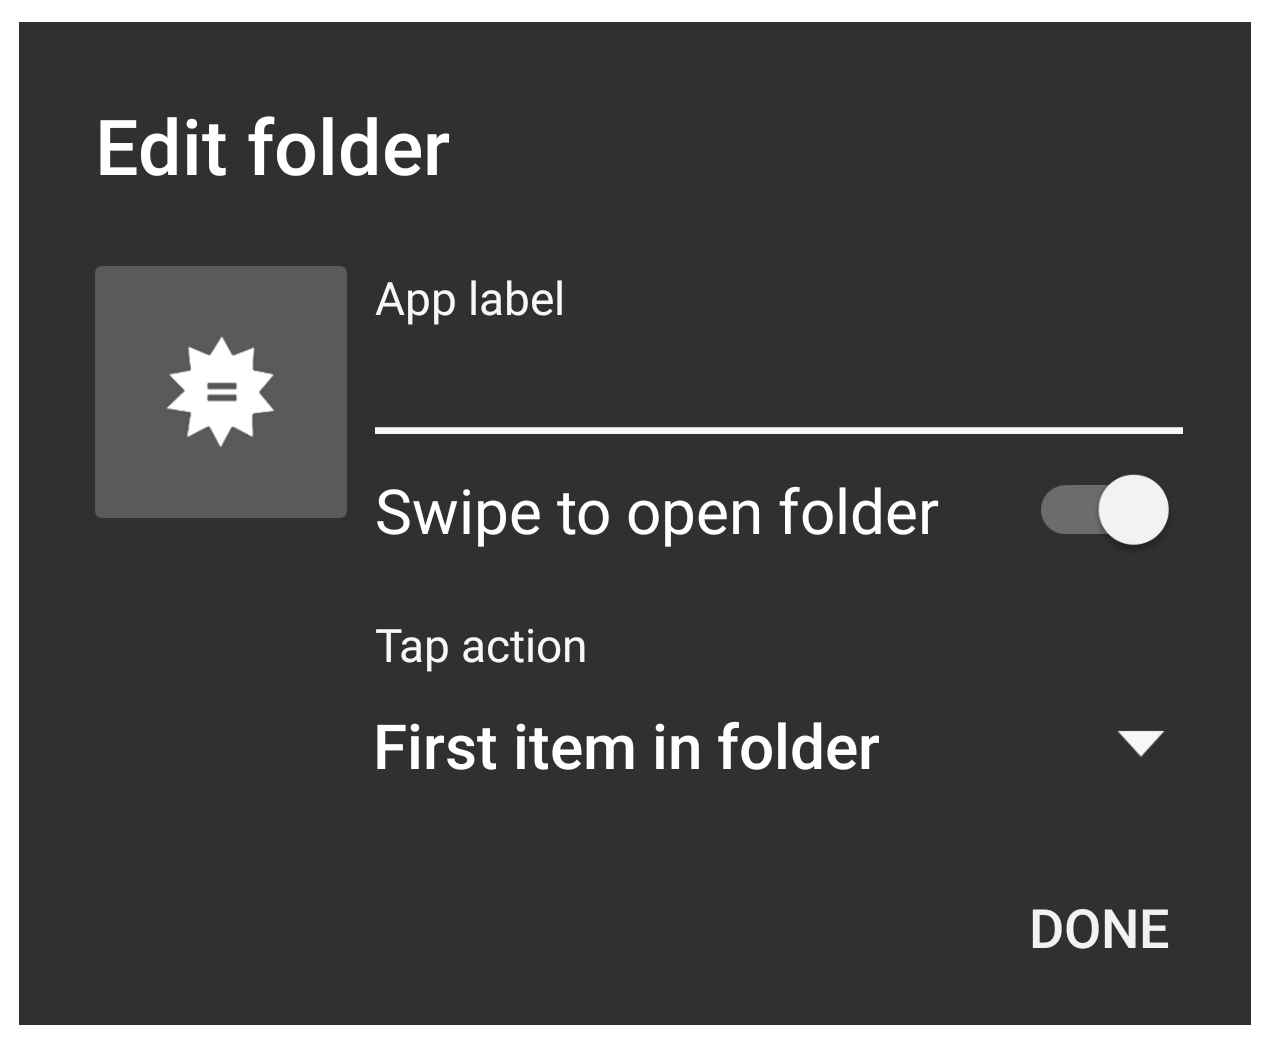 Edit folder
App label
Swipe to open folder
Tap action
First item in folder
DONE